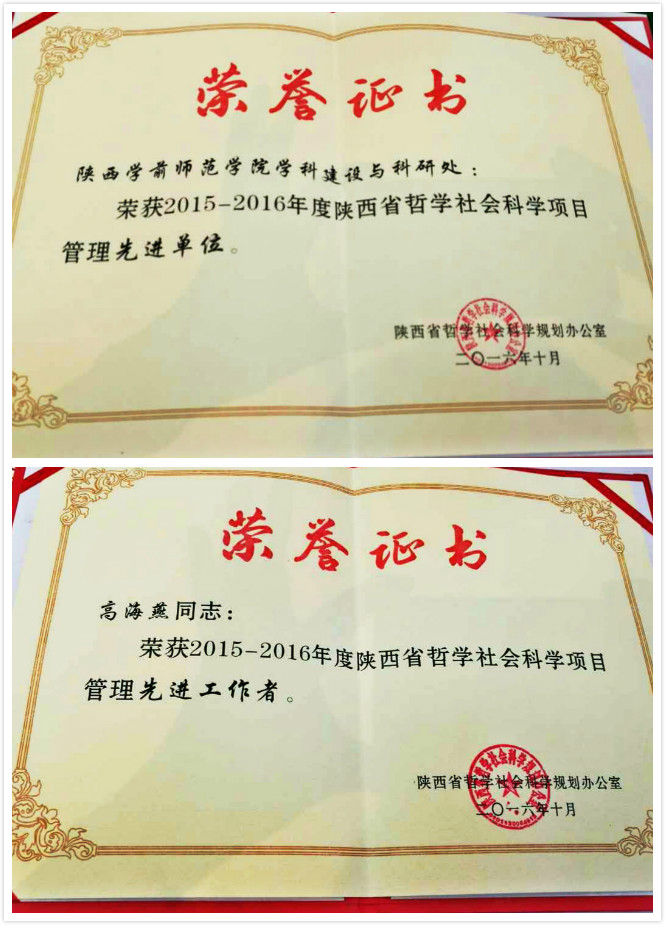 荣誉证书
陕西学前师范学院学科建设与科研处：
荣获2015-2016年度陕西省哲学社会科学项目
管理先进单位。
陕西省哲学社会科学规划办公室
二〇一六年十月
荣誉证书
高海燕同志：
荣获2015-2016年度陕西省哲学社会科学项目
管理先进工作者。
陕西省哲学社会科学规划办公室
二〇一六年十月